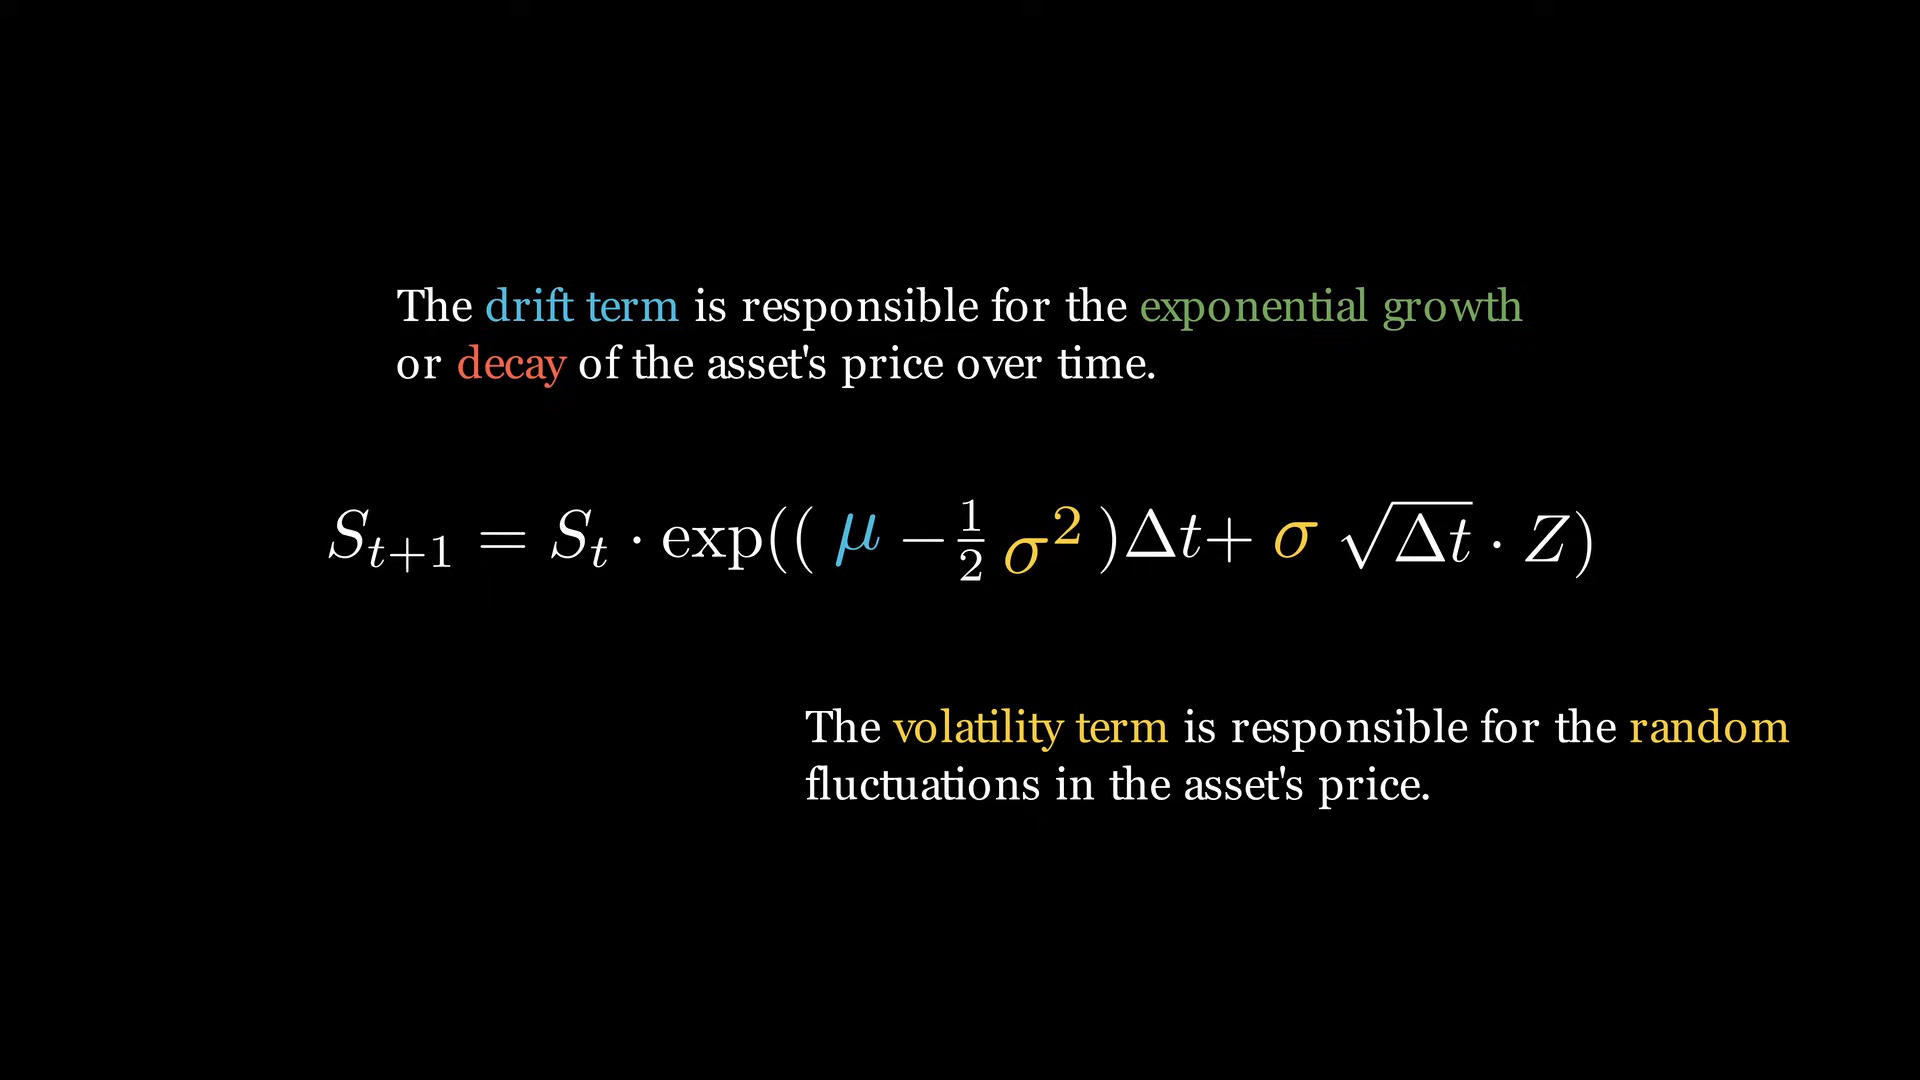 The drift term is responsible for the exponential growth
or decay of the asset's price over time.
S_{t+1} = S_t · exp(( μ − \frac{1}{2} σ² )Δt + σ √Δt · Z)
The volatility term is responsible for the random
fluctuations in the asset's price.